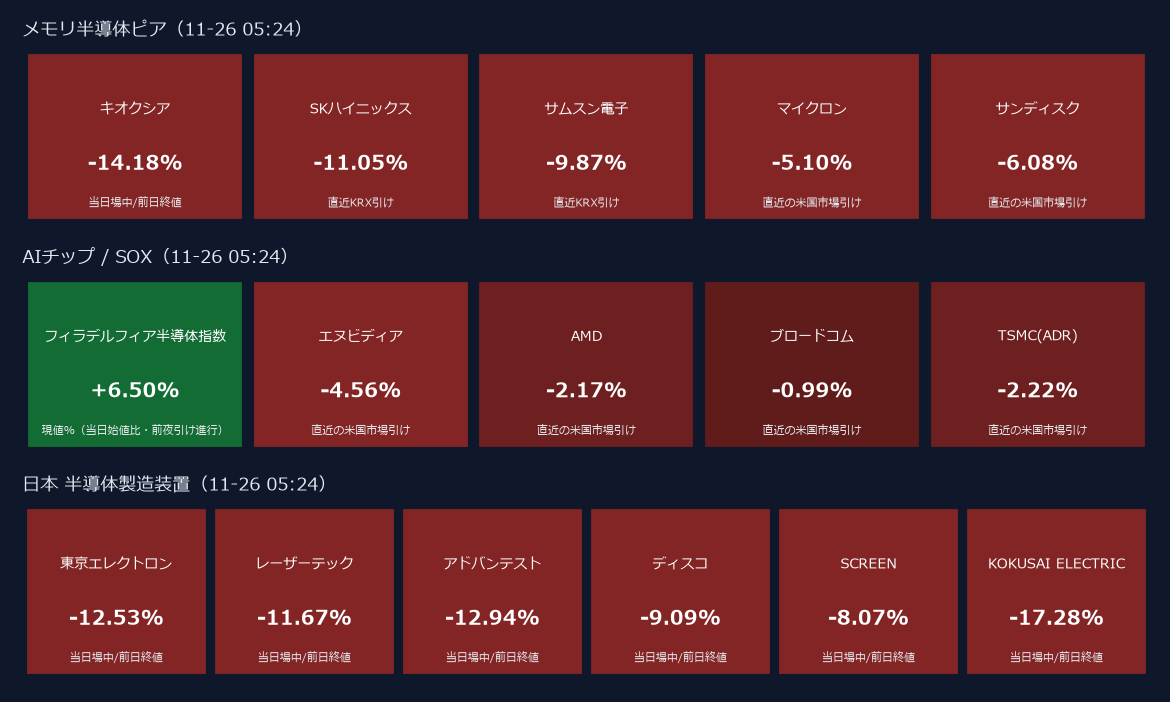 メモリ半導体ピア（11-26 05:24）
キオクシア
-14.18%
当日場中/前日終値
SKハイニックス
-11.05%
直近KRX引け
サムスン電子
-9.87%
直近KRX引け
マイクロン
-5.10%
直近の米国市場引け
サンディスク
-6.08%
直近の米国市場引け
AIチップ / SOX（11-26 05:24）
フィラデルフィア半導体指数
+6.50%
現値%（当日始値比・前夜引け進行）
エヌビディア
-4.56%
直近の米国市場引け
AMD
-2.17%
直近の米国市場引け
ブロードコム
-0.99%
直近の米国市場引け
TSMC(ADR)
-2.22%
直近の米国市場引け
日本 半導体製造装置（11-26 05:24）
東京エレクトロン
-12.53%
当日場中/前日終値
レーザーテック
-11.67%
当日場中/前日終値
アドバンテスト
-12.94%
当日場中/前日終値
ディスコ
-9.09%
当日場中/前日終値
SCREEN
-8.07%
当日場中/前日終値
KOKUSAI ELECTRIC
-17.28%
当日場中/前日終値